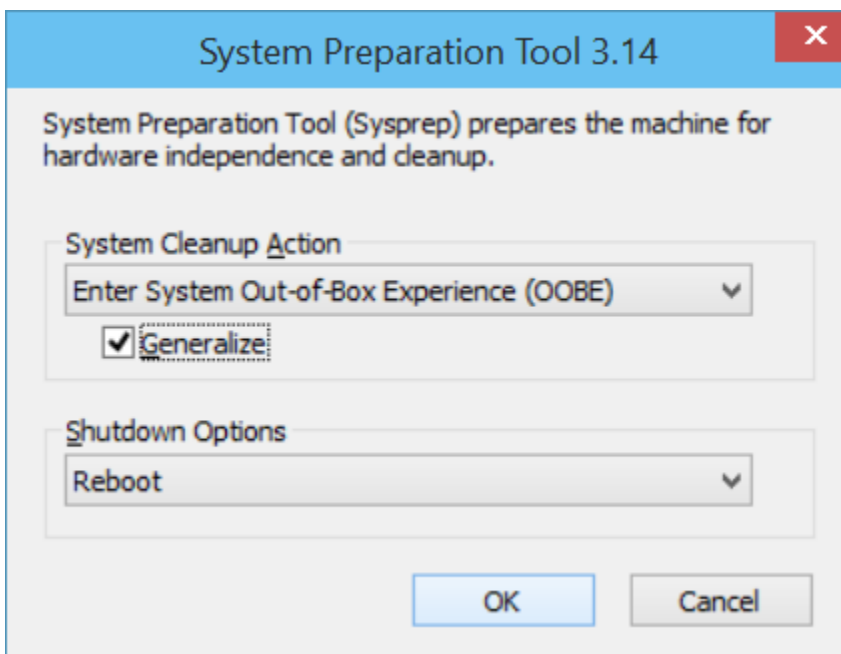 System Preparation Tool 3.14
System Preparation Tool (Sysprep) prepares the machine for
hardware independence and cleanup.
System Cleanup Action
Enter System Out-of-Box Experience (OOBE)
Generalize
Shutdown Options
Reboot
OK
Cancel